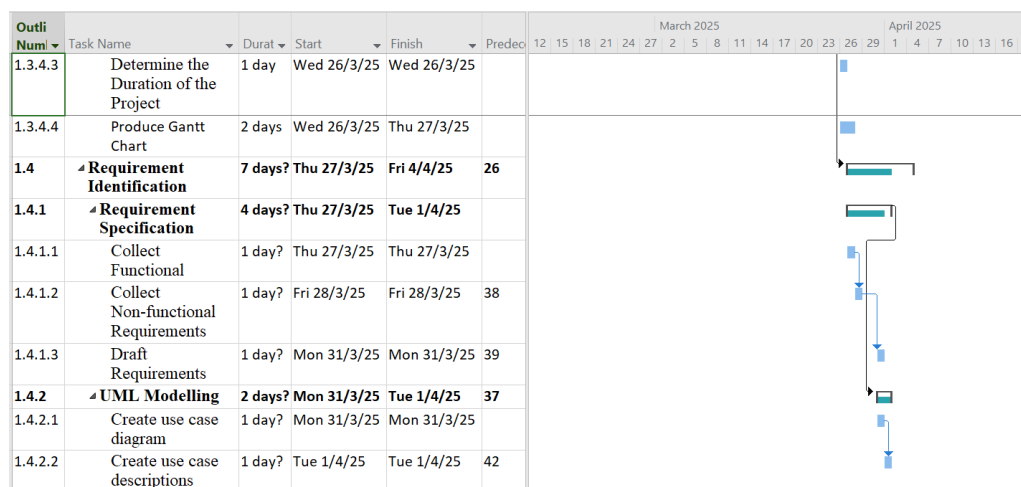 March 2025 April 2025
Outli
Num Task Name Durat Start Finish Predec 12 15 18 21 24 27 2 5 8 11 14 17 20 23 26 29 1 4 7 10 13 16
1.3.4.3 Determine the 1 day Wed 26/3/25 Wed 26/3/25
Duration of the
Project
1.3.4.4 Produce Gantt 2 days Wed 26/3/25 Thu 27/3/25
Chart
1.4 Requirement 7 days? Thu 27/3/25 Fri 4/4/25 26
Identification
1.4.1 Requirement 4 days? Thu 27/3/25 Tue 1/4/25
Specification
1.4.1.1 Collect 1 day? Thu 27/3/25 Thu 27/3/25
Functional
1.4.1.2 Collect 1 day? Fri 28/3/25 Fri 28/3/25 38
Non-functional
Requirements
1.4.1.3 Draft 1 day? Mon 31/3/25 Mon 31/3/25 39
Requirements
1.4.2 UML Modelling 2 days? Mon 31/3/25 Tue 1/4/25 37
1.4.2.1 Create use case 1 day? Mon 31/3/25 Mon 31/3/25
diagram
1.4.2.2 Create use case 1 day? Tue 1/4/25 Tue 1/4/25 42
descriptions